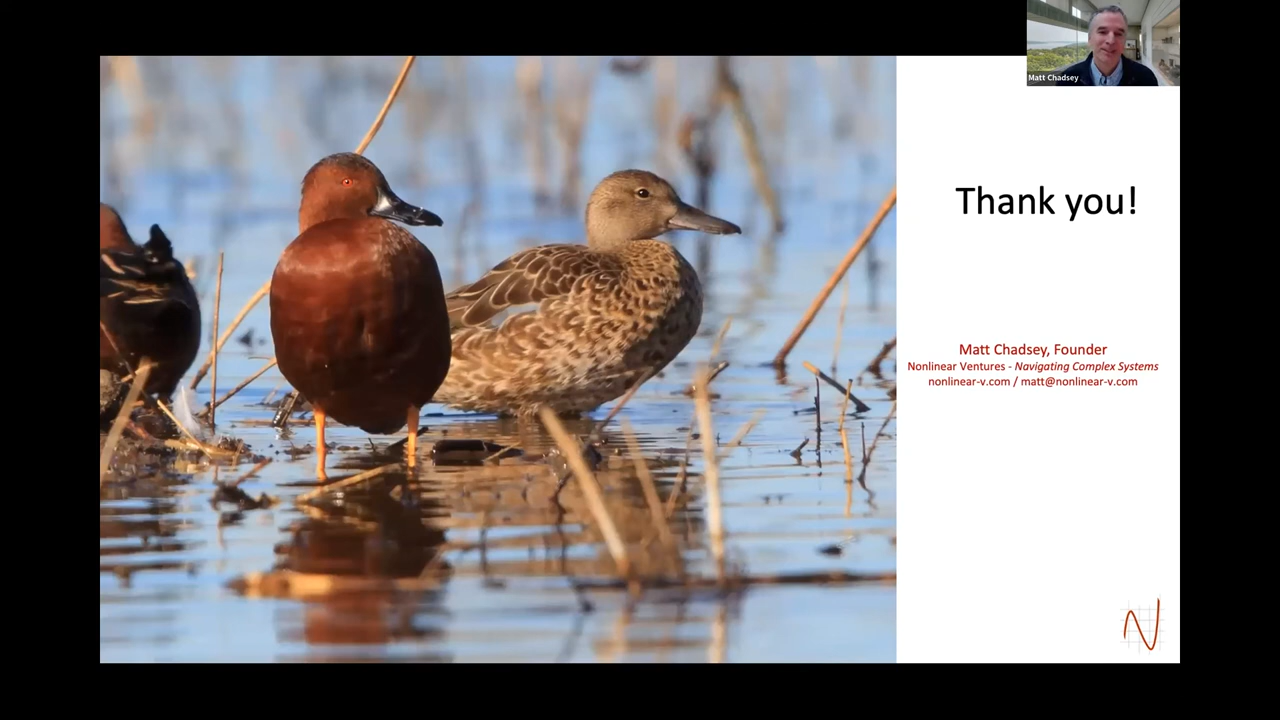 Matt Chadsey
Thank you!
Matt Chadsey, Founder
Nonlinear Ventures - Navigating Complex Systems
nonlinear-v.com / matt@nonlinear-v.com